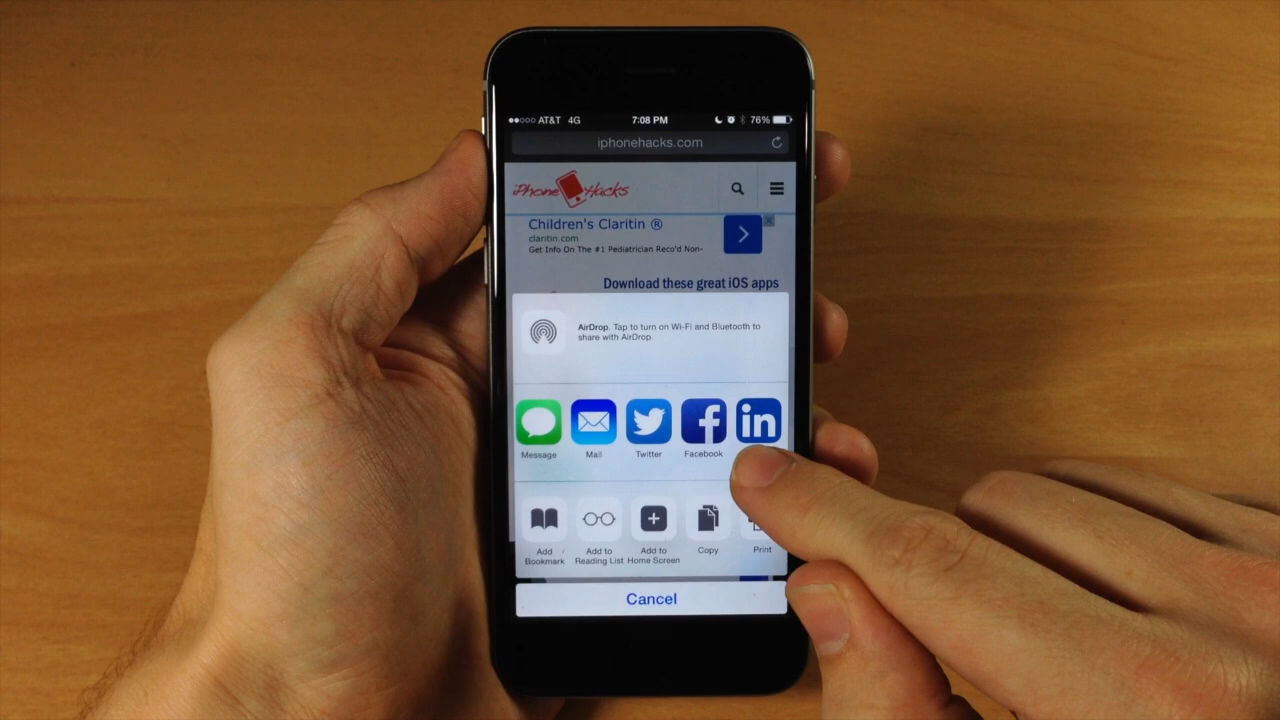 AT&T 4G 7:08 PM 76%
iphonehacks.com
iPhone Hacks
Children's Claritin ®
claritin.com
Get Info On The #1 Pediatrician Reco'd Non-
Download these great iOS apps
AirDrop. Tap to turn on Wi-Fi and Bluetooth to
share with AirDrop.
in
Message Mail Twitter Facebook
Add Bookmark
Add to Reading List
Add to Home Screen
Copy
Print
Cancel